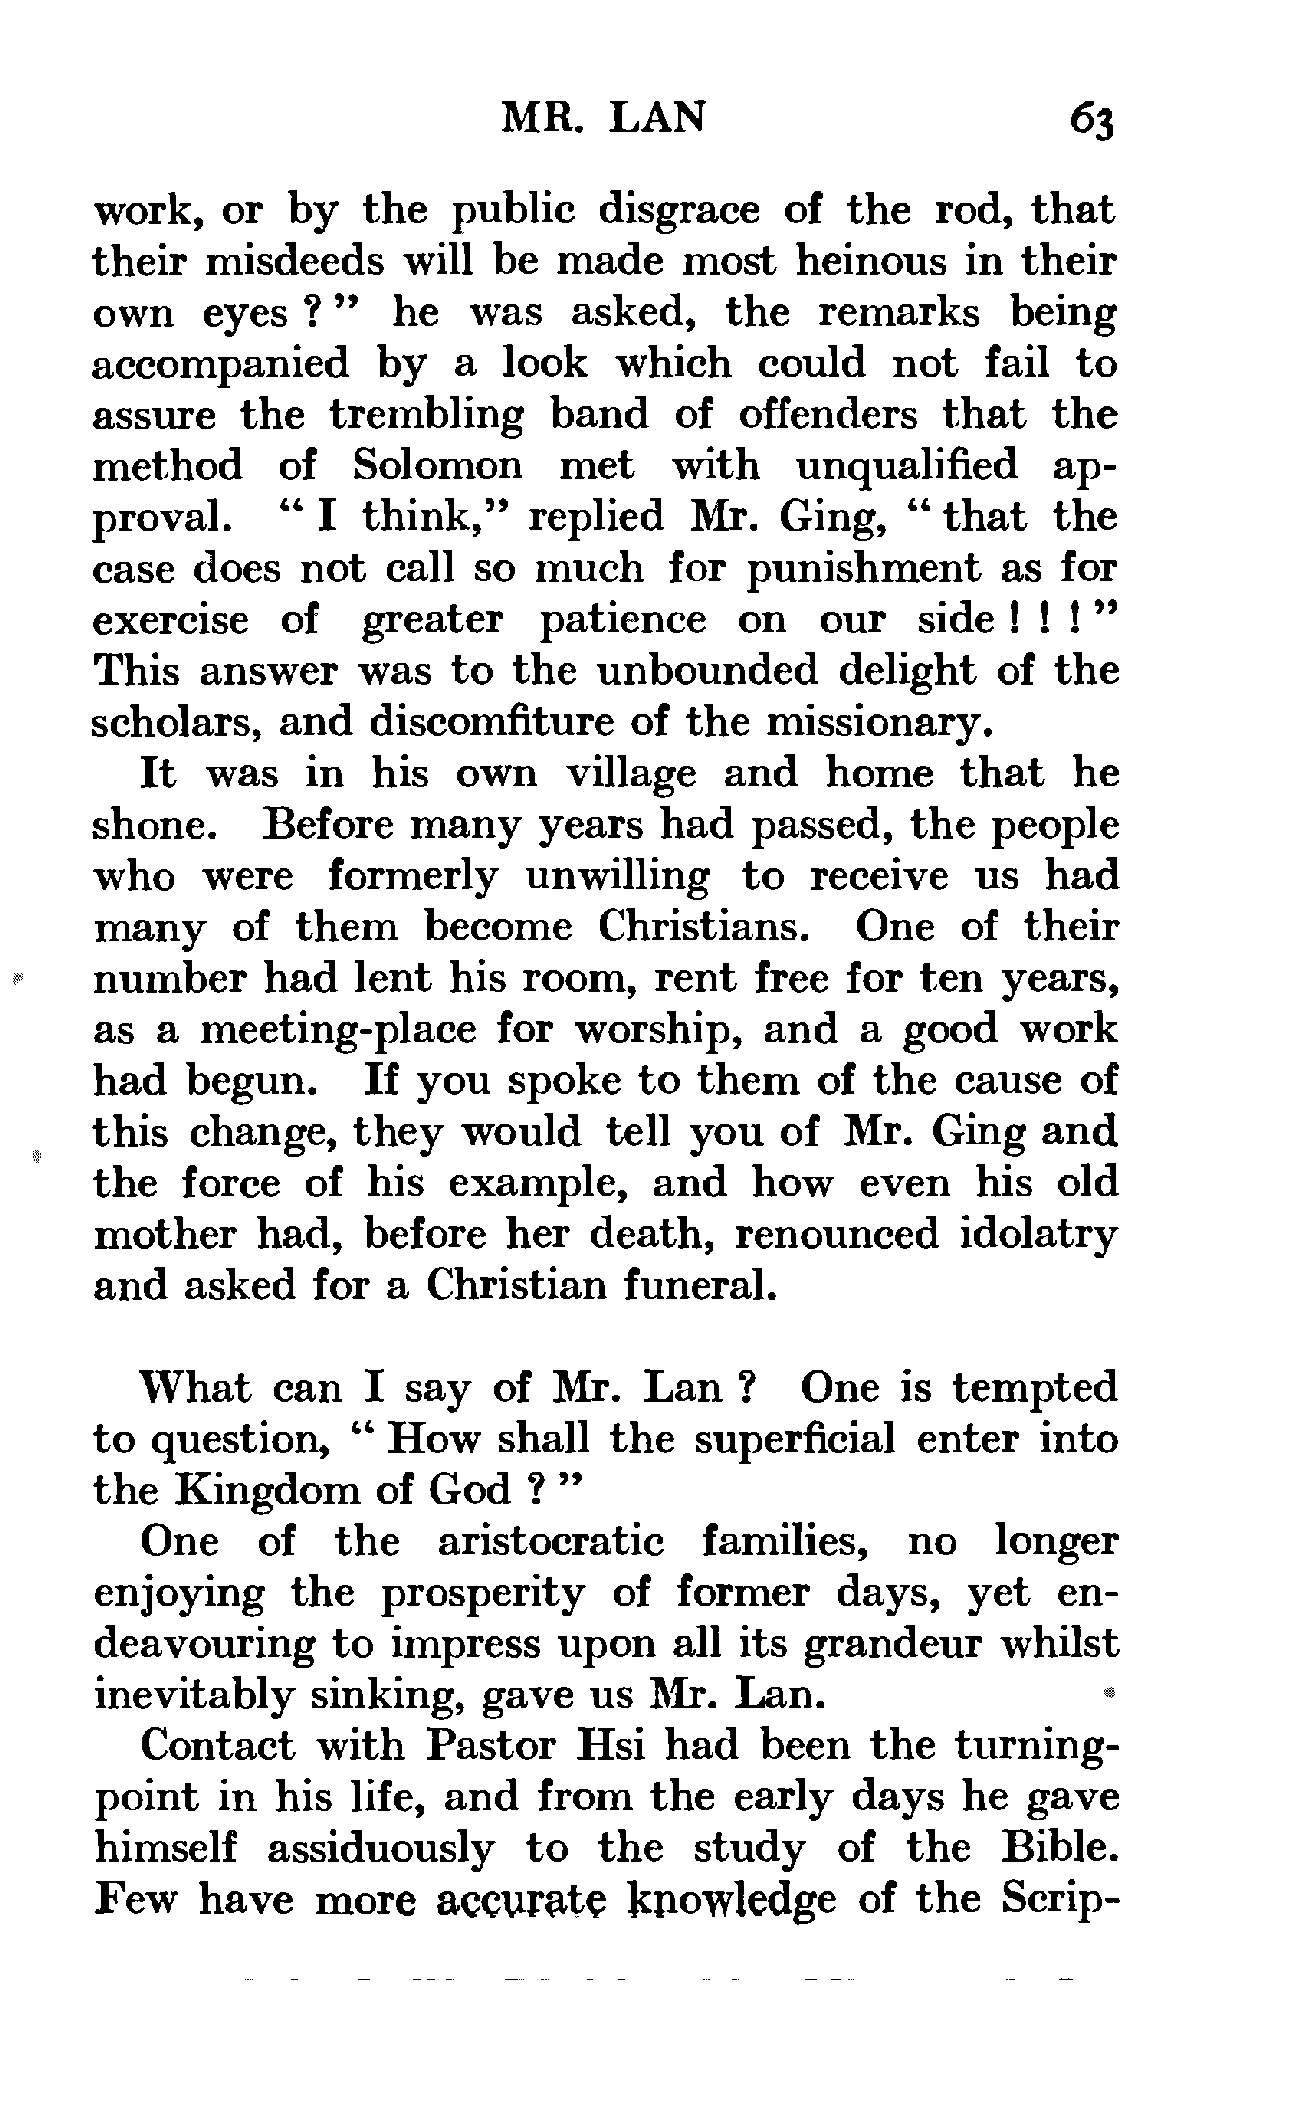 MR. LAN 63
work, or by the public disgrace of the rod, that
their misdeeds will be made most heinous in their
own eyes ? ” he was asked, the remarks being
accompanied by a look which could not fail to
assure the trembling band of offenders that the
method of Solomon met with unqualified ap-
proval. “ I think,” replied Mr. Ging, “ that the
case does not call so much for punishment as for
exercise of greater patience on our side ! ! ! ”
This answer was to the unbounded delight of the
scholars, and discomfiture of the missionary.
It was in his own village and home that he
shone. Before many years had passed, the people
who were formerly unwilling to receive us had
many of them become Christians. One of their
number had lent his room, rent free for ten years,
as a meeting-place for worship, and a good work
had begun. If you spoke to them of the cause of
this change, they would tell you of Mr. Ging and
the force of his example, and how even his old
mother had, before her death, renounced idolatry
and asked for a Christian funeral.
What can I say of Mr. Lan ? One is tempted
to question, “ How shall the superficial enter into
the Kingdom of God ? ”
One of the aristocratic families, no longer
enjoying the prosperity of former days, yet en-
deavouring to impress upon all its grandeur whilst
inevitably sinking, gave us Mr. Lan.
Contact with Pastor Hsi had been the turning-
point in his life, and from the early days he gave
himself assiduously to the study of the Bible.
Few have more accurate knowledge of the Scrip-